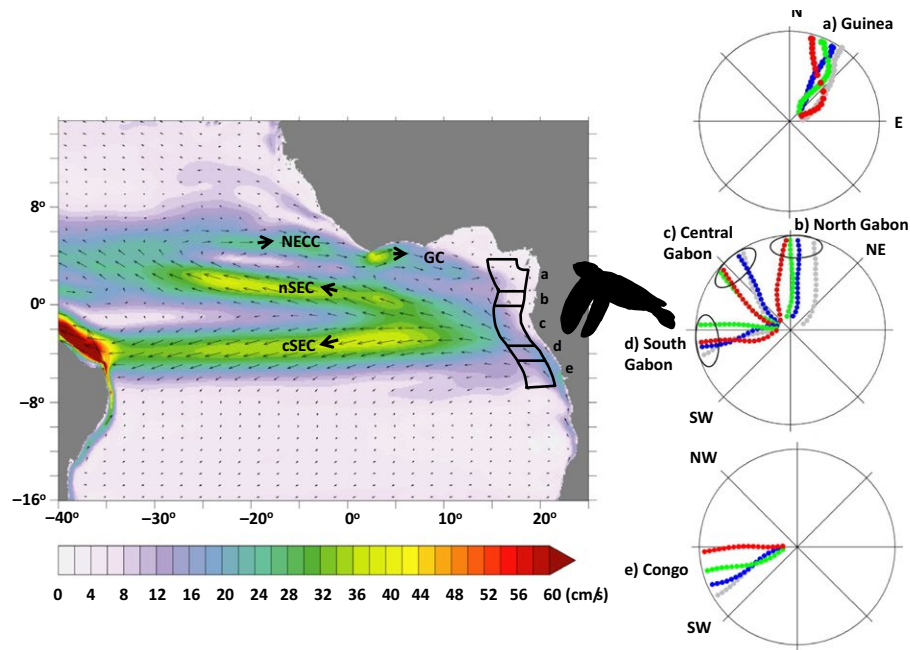 N
a) Guinea
E
8º
NECC
GC
nSEC
0º
cSEC
−8º
−16º
a
b
c
d
e
−40º −30º −20º −10º 0º 10º 20º
0 4 8 12 16 20 24 28 32 36 40 44 48 52 56 60 (cm/s)
b) North Gabon
c) Central
Gabon
NE
d) South
Gabon
SW
NW
e) Congo
SW